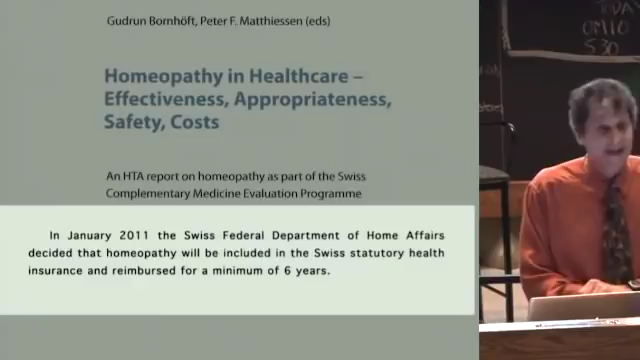 Gudrun Bornhöft, Peter F. Matthiessen (eds)
Homeopathy in Healthcare –
Effectiveness, Appropriateness,
Safety, Costs
An HTA report on homeopathy as part of the Swiss
Complementary Medicine Evaluation Programme
In January 2011 the Swiss Federal Department of Home Affairs
decided that homeopathy will be included in the Swiss statutory health
insurance and reimbursed for a minimum of 6 years.
TODAY
530